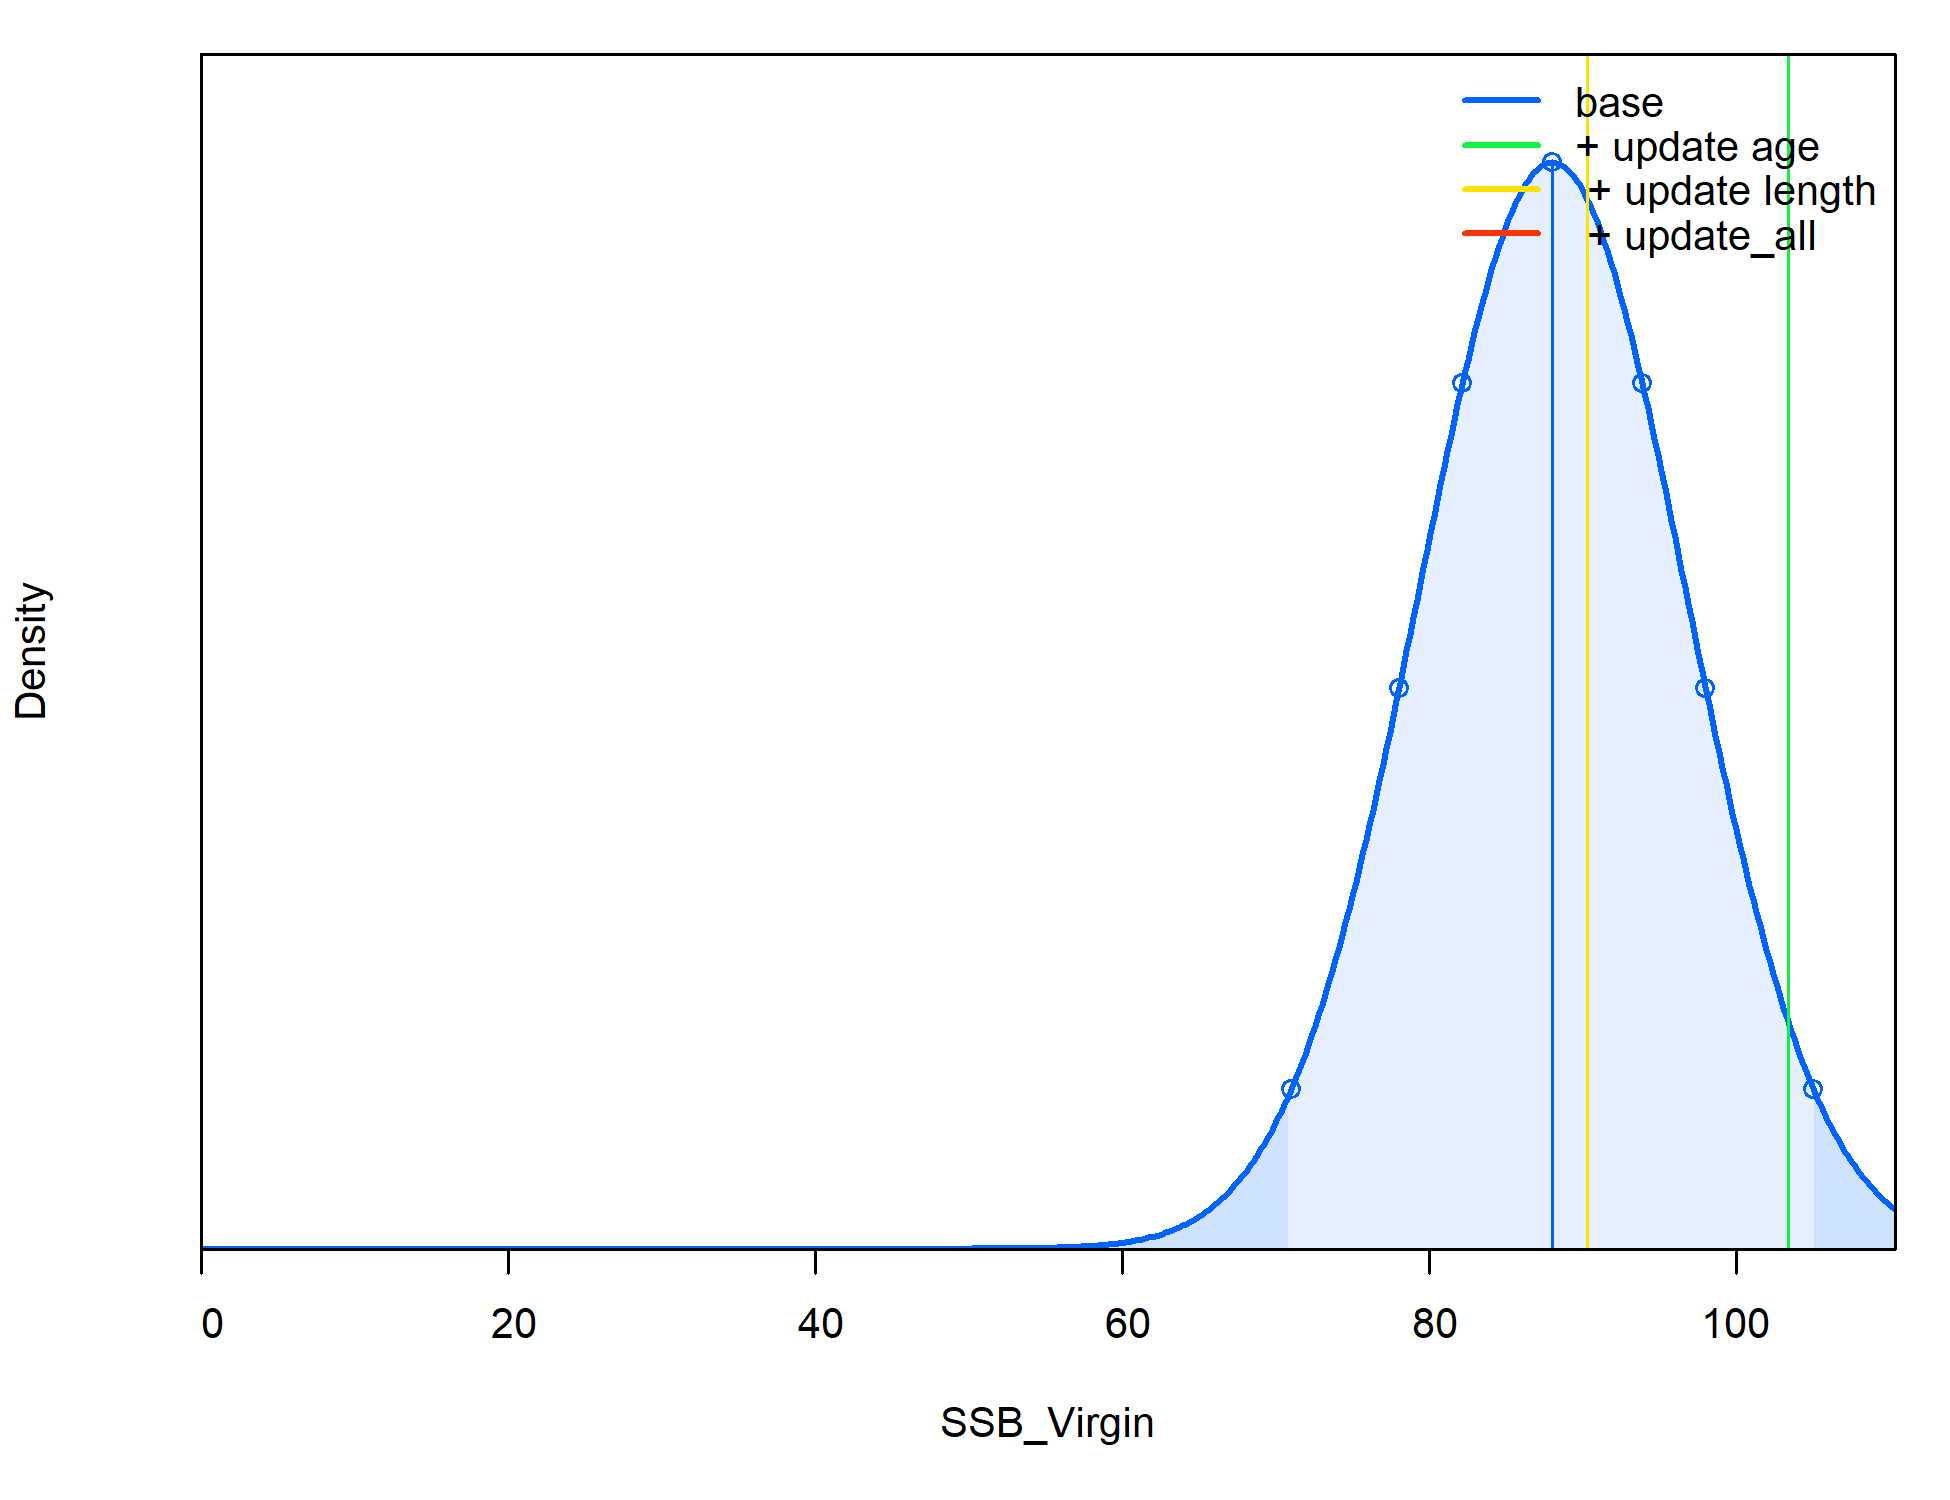 base
+ update age
+ update length
+ update_all
Density
0 20 40 60 80 100
SSB_Virgin